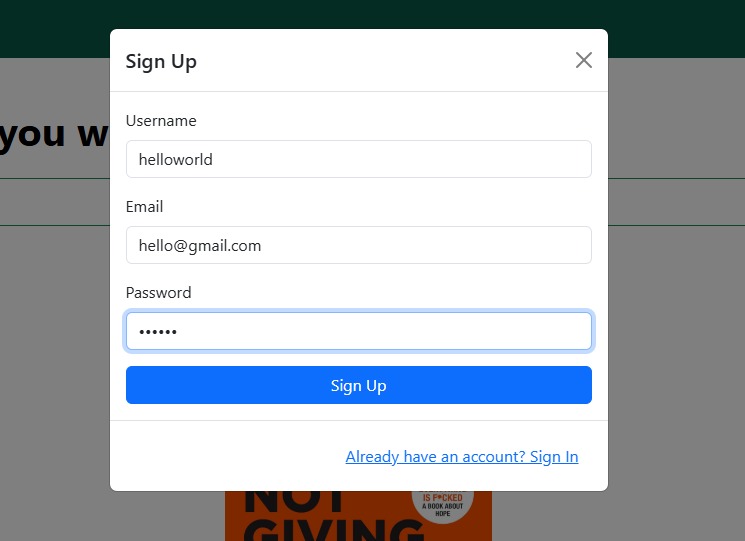 Sign Up
you w
Username
helloworld
Email
hello@gmail.com
Password
••••••
Sign Up
Already have an account? Sign In
NOT
GIVING
IS F*CKED
A BOOK ABOUT
HOPE